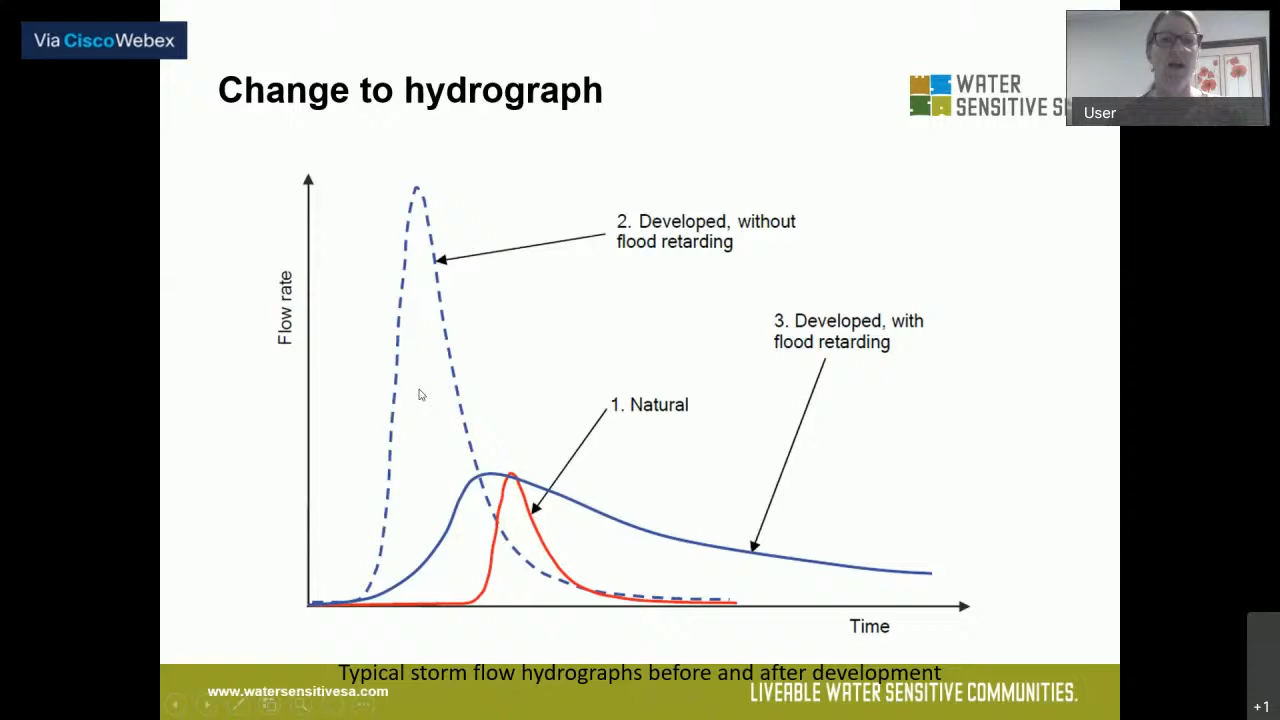 Via CiscoWebex
Change to hydrograph
WATER
SENSITIVE
User
2. Developed, without
flood retarding
3. Developed, with
flood retarding
1. Natural
Flow rate
Time
Typical storm flow hydrographs before and after development
www.watersensitivesa.com
LIVEABLE WATER SENSITIVE COMMUNITIES.
+1